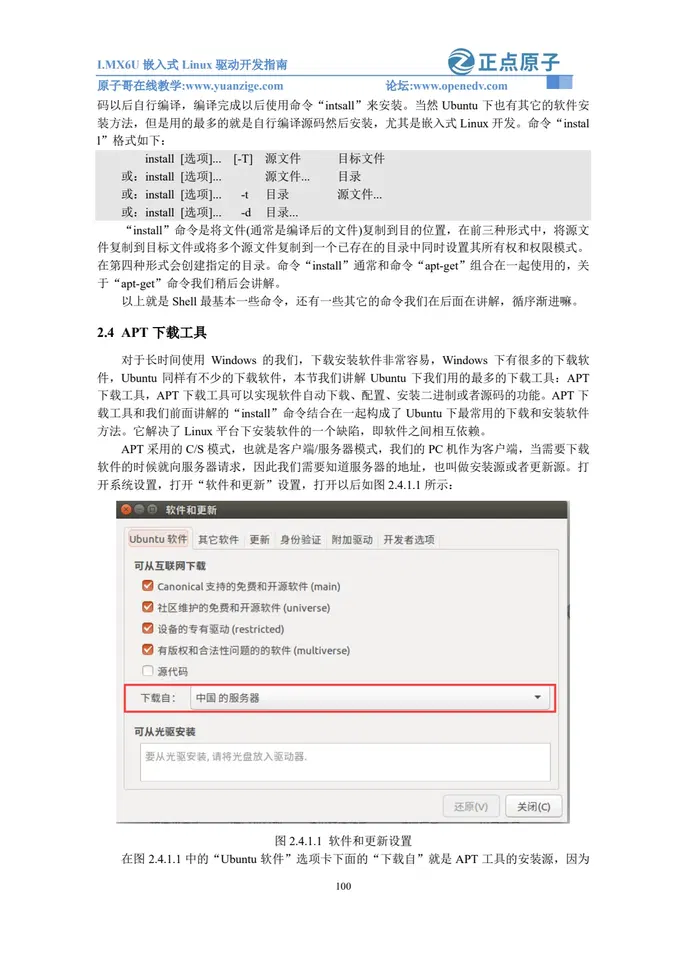 I.MX6U 嵌入式 Linux 驱动开发指南
正点原子
原子哥在线教学:www.yuanzige.com 论坛:www.openedv.com
码以后自行编译，编译完成以后使用命令“intsall”来安装。当然 Ubuntu 下也有其它的软件安
装方法，但是用的最多的就是自行编译源码然后安装，尤其是嵌入式 Linux 开发。命令“instal
l”格式如下：
install [选项]... [-T] 源文件 目标文件
或：install [选项]... 源文件... 目录
或：install [选项]... -t 目录 源文件...
或：install [选项]... -d 目录...
“install”命令是将文件(通常是编译后的文件)复制到目的位置，在前三种形式中，将源文
件复制到目标文件或将多个源文件复制到一个已存在的目录中同时设置其所有权和权限模式。
在第四种形式会创建指定的目录。命令“install”通常和命令“apt-get”组合在一起使用的，关
于“apt-get”命令我们稍后会讲解。
以上就是 Shell 最基本一些命令，还有一些其它的命令我们在后面在讲解，循序渐进嘛。
2.4 APT 下载工具
对于长时间使用 Windows 的我们，下载安装软件非常容易，Windows 下有很多的下载软
件，Ubuntu 同样有不少的下载软件，本节我们讲解 Ubuntu 下我们用的最多的下载工具：APT
下载工具，APT 下载工具可以实现软件自动下载、配置、安装二进制或者源码的功能。APT 下
载工具和我们前面讲解的“install”命令结合在一起构成了 Ubuntu 下最常用的下载和安装软件
方法。它解决了 Linux 平台下安装软件的一个缺陷，即软件之间相互依赖。
APT 采用的 C/S 模式，也就是客户端/服务器模式，我们的 PC 机作为客户端，当需要下载
软件的时候就向服务器请求，因此我们需要知道服务器的地址，也叫做安装源或者更新源。打
开系统设置，打开“软件和更新”设置，打开以后如图 2.4.1.1 所示：
软件和更新
Ubuntu 软件 其它软件 更新 身份验证 附加驱动 开发者选项
可从互联网下载
Canonical 支持的免费和开源软件 (main)
社区维护的免费和开源软件 (universe)
设备的专有驱动 (restricted)
有版权和合法性问题的的软件 (multiverse)
源代码
下载自： 中国 的服务器
可从光驱安装
要从光驱安装, 请将光盘放入驱动器.
还原(V) 关闭(C)
图 2.4.1.1 软件和更新设置
在图 2.4.1.1 中的“Ubuntu 软件”选项卡下面的“下载自”就是 APT 工具的安装源，因为
100